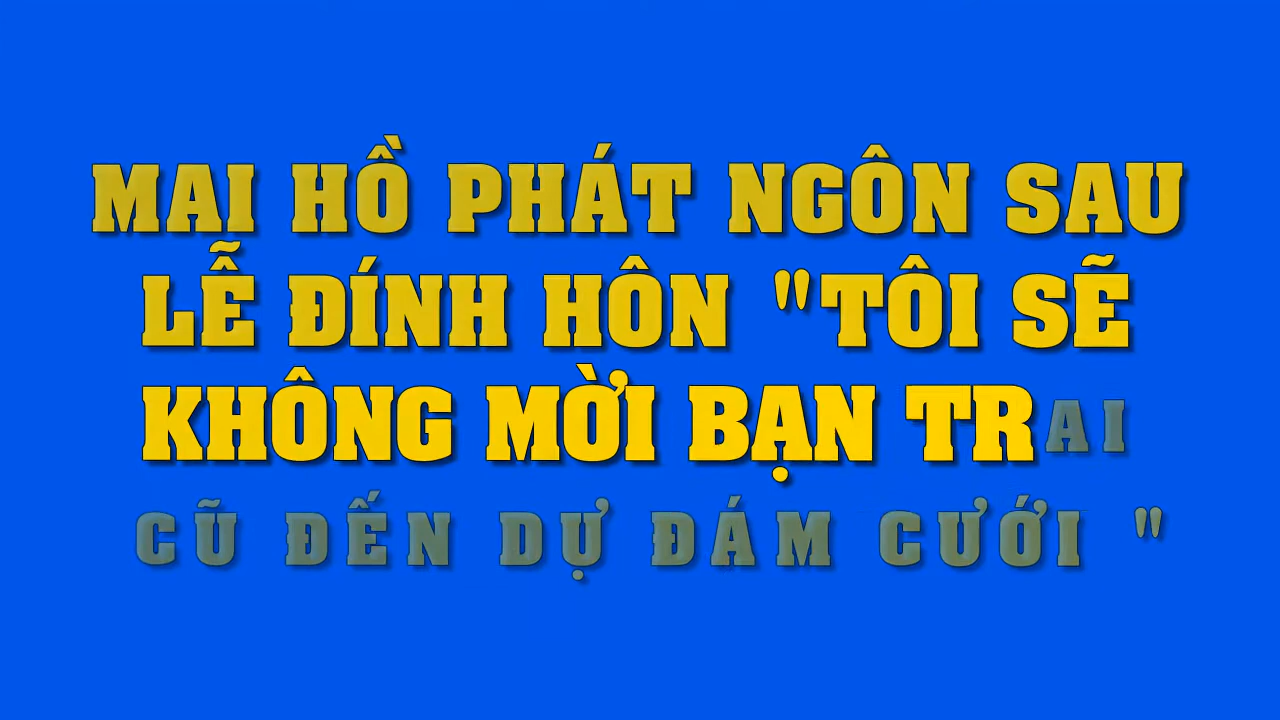 MAI HỒ PHÁT NGÔN SAU
LỄ ĐÍNH HÔN "TÔI SẼ
KHÔNG MỜI BẠN TRAI
CŨ ĐẾN DỰ ĐÁM CƯỚI "